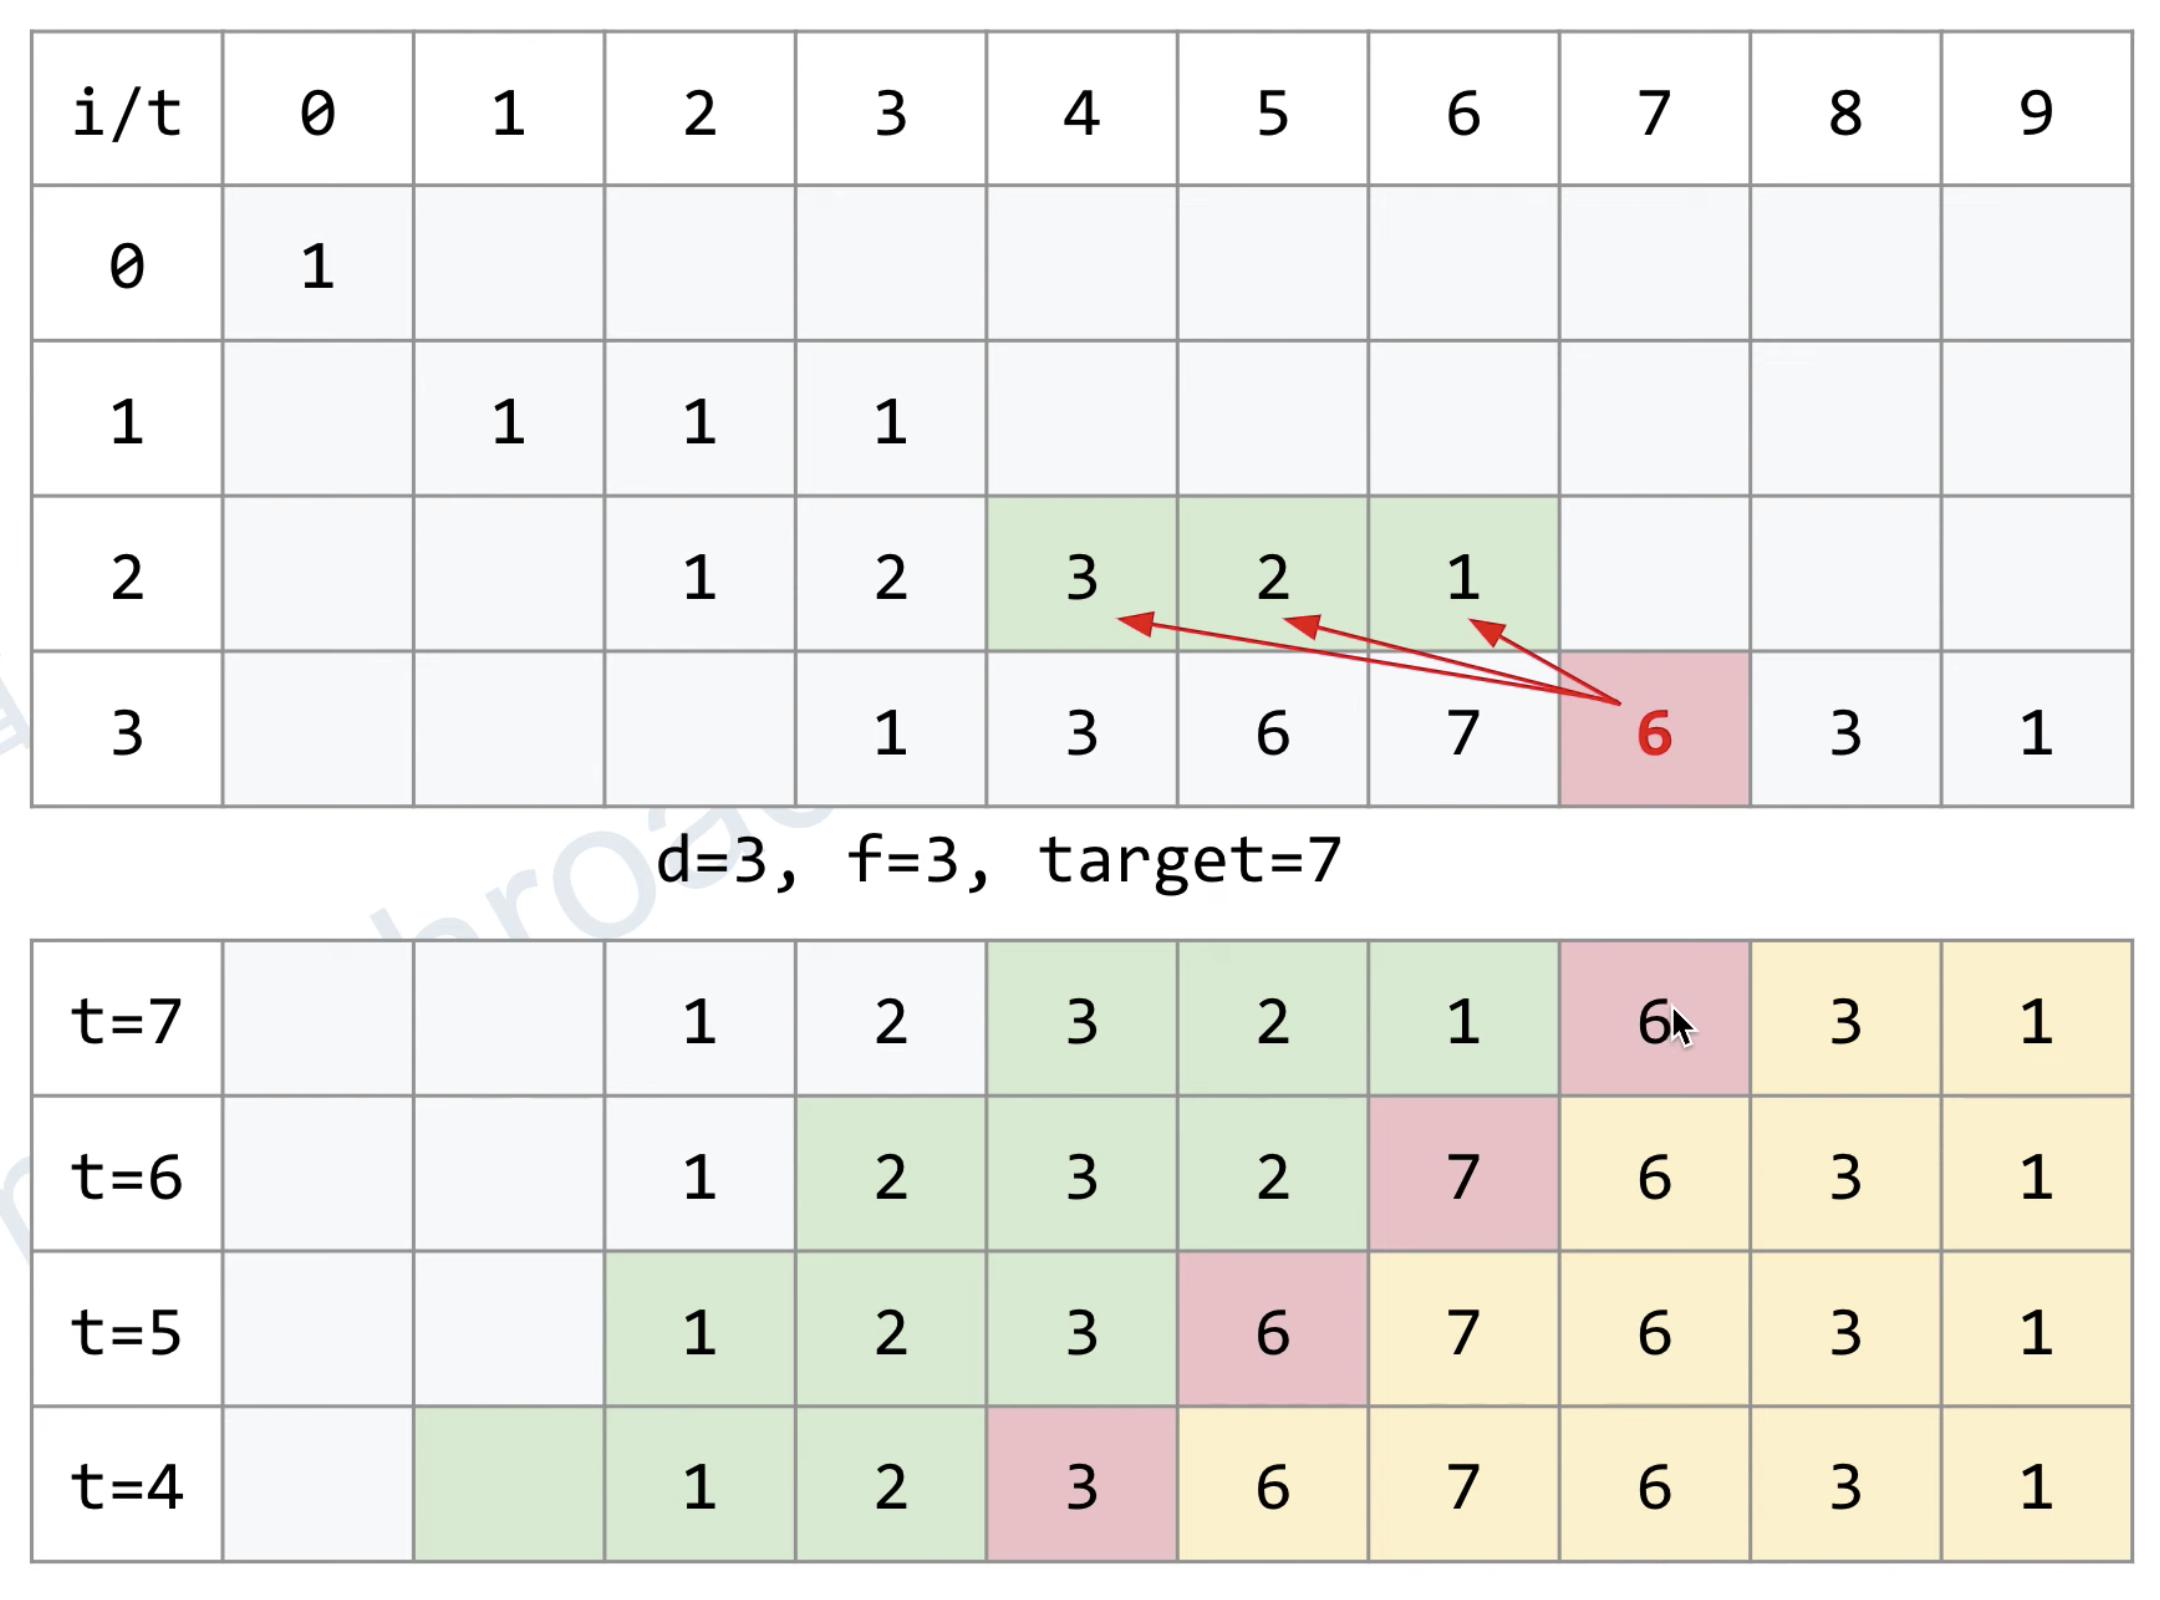 i/t 0 1 2 3 4 5 6 7 8 9
0 1
1 1 1 1
2 1 2 3 2 1
3 1 3 6 7 6 3 1
d=3, f=3, target=7
t=7 1 2 3 2 1 6 3 1
t=6 1 2 3 2 7 6 3 1
t=5 1 2 3 6 7 6 3 1
t=4 1 2 3 6 7 6 3 1